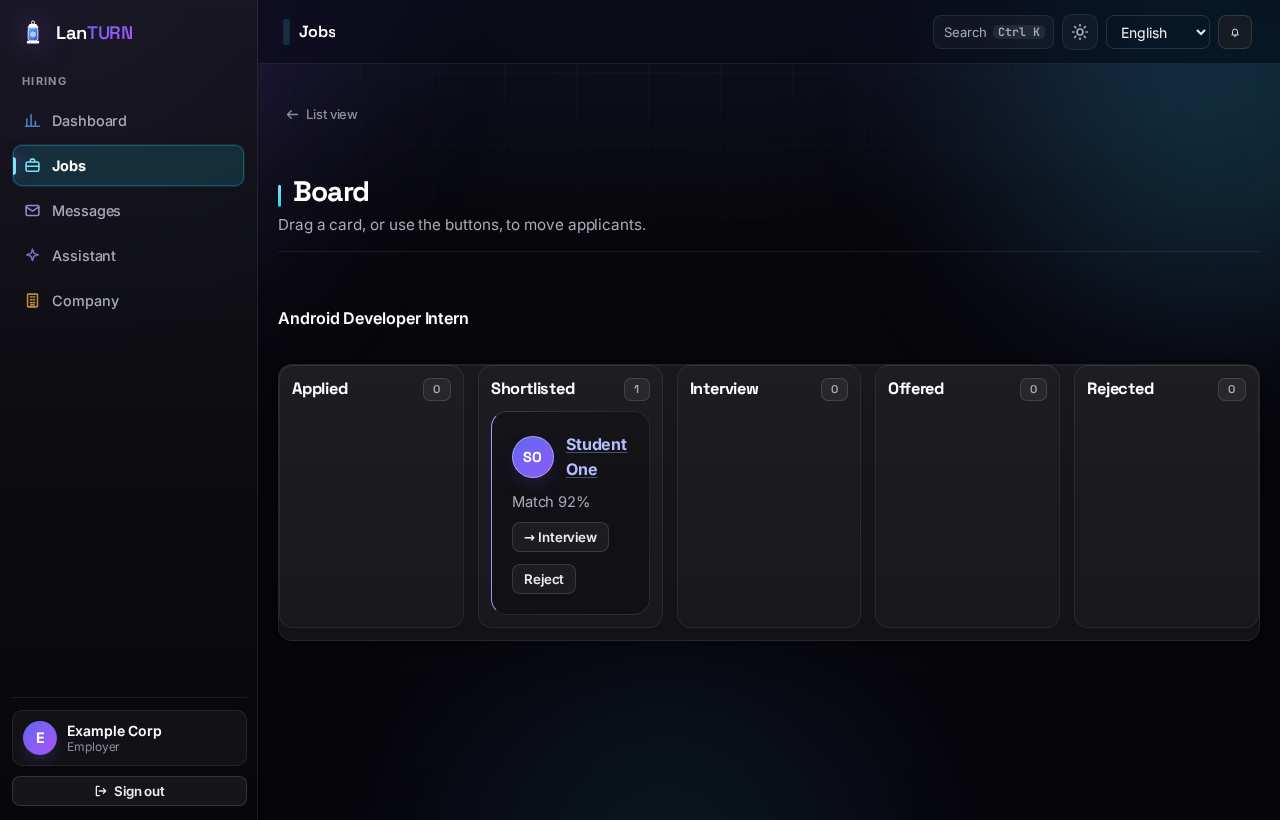 LanTURN
HIRING
Dashboard
Jobs
Messages
Assistant
Company
Example Corp
E
Employer
Sign out
Jobs
Search Ctrl K
English
← List view
Board
Drag a card, or use the buttons, to move applicants.
Android Developer Intern
Applied 0
Shortlisted 1
SO
Student
One
Match 92%
→ Interview
Reject
Interview 0
Offered 0
Rejected 0